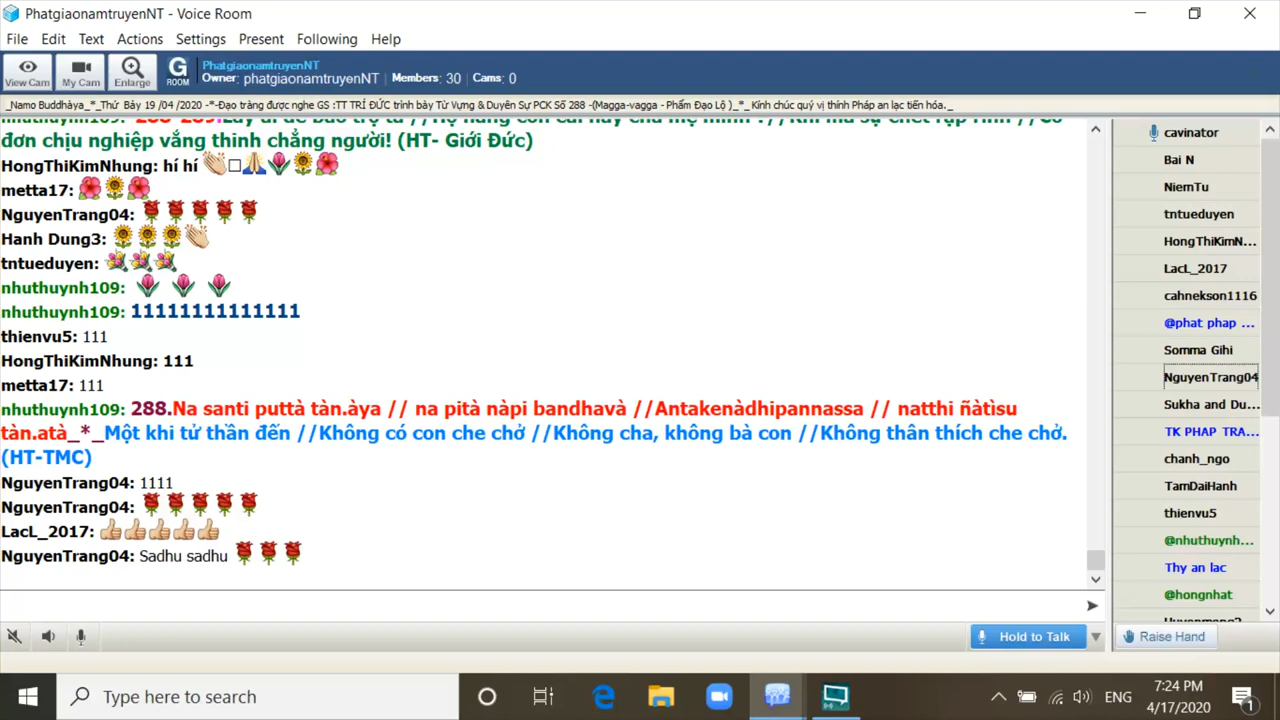 PhatgiaonamtruyenNT - Voice Room
File Edit Text Actions Settings Present Following Help
View Cam My Cam Enlarge G ROOM PhatgiaonamtruyenNT
Owner: phatgiaonamtruyenNT Members: 30 Cams: 0
_Namo Buddhàya_*_Thứ Bảy 19 /04 /2020 -*-Đạo tràng được nghe GS :TT TRÍ ĐỨC trình bày Từ Vựng & Duyên Sự PCK Số 288 -(Magga-vagga - Phẩm Đạo Lộ )_*_ Kính chúc quý vị thính Pháp an lạc tiến hóa._
đơn chịu nghiệp vắng thinh chẳng người! (HT- Giới Đức)
HongThiKimNhung: hí hí
metta17:
NguyenTrang04:
Hanh Dung3:
tntueduyen:
nhuthuynh109:
nhuthuynh109: 11111111111111
thienvu5: 111
HongThiKimNhung: 111
metta17: 111
nhuthuynh109: 288.Na santi puttà tàn.àya // na pità nàpi bandhavà //Antakenàdhipannassa // natthi ñàtìsu
tàn.atà_*_Một khi tử thần đến //Không có con che chở //Không cha, không bà con //Không thân thích che chở.
(HT-TMC)
NguyenTrang04: 1111
NguyenTrang04:
LacL_2017:
NguyenTrang04: Sadhu sadhu
cavinator
Bai N
NiemTu
tntueduyen
HongThiKimN...
LacL_2017
cahnekson1116
@phat phap ...
Somma Gihi
NguyenTrang04
Sukha and Du...
TK PHAP TRA...
chanh_ngo
TamDaiHanh
thienvu5
@nhuthuynh...
Thy an lac
@hongnhat
Hold to Talk Raise Hand
Type here to search
ENG 7:24 PM
4/17/2020 1